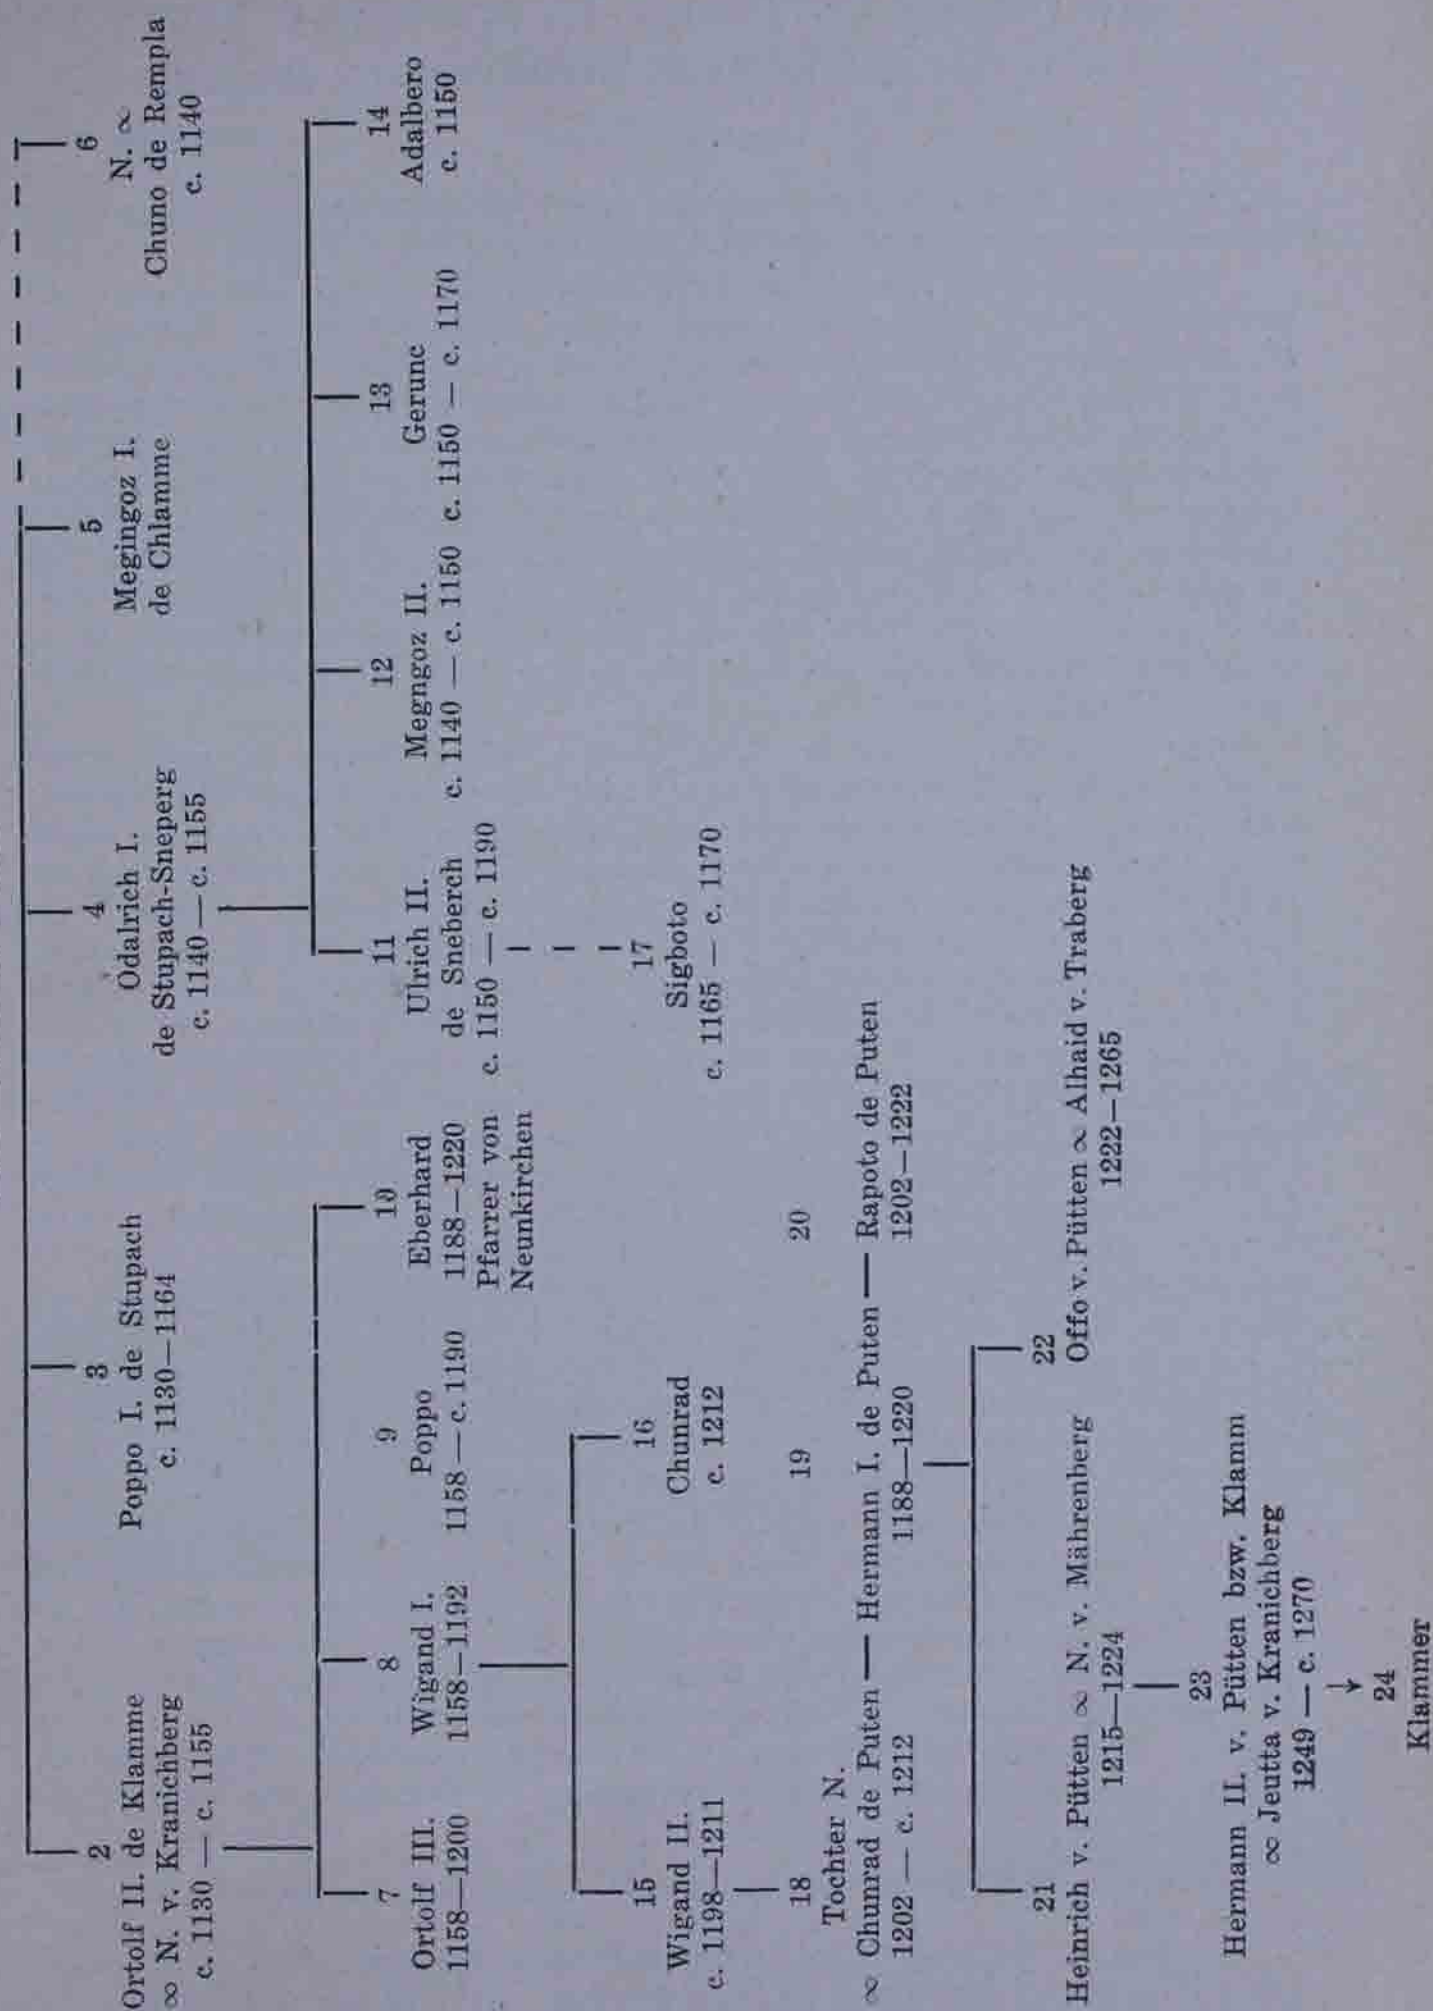 2
Ortolf II. de Klamme
∞ N. v. Kranichberg
c. 1130 — c. 1155
3
Poppo I. de Stupach
c. 1130—1164
4
Odalrich I.
de Stupach-Sneperg
c. 1140 — c. 1155
5
Megingoz I.
de Chlamme
6
N. ∞
Chuno de Rempla
c. 1140
7
Ortolf III.
1158—1200
8
Wigand I.
1158—1192
9
Poppo
1158 — c. 1190
10
Eberhard
1188—1220
Pfarrer von
Neunkirchen
11
Ulrich II.
de Sneberch
c. 1150 — c. 1190
12
Megngoz II.
c. 1140 — c. 1150
13
Gerunc
c. 1150 — c. 1170
14
Adalbero
c. 1150
15
Wigand II.
c. 1198—1211
16
Chunrad
c. 1212
17
Sigboto
c. 1165 — c. 1170
18
Tochter N.
19
20
∞ Chunrad de Puten — Hermann I. de Puten — Rapoto de Puten
1202 — c. 1212
1188—1220
1202—1222
21
Heinrich v. Pütten ∞ N. v. Mährenberg
1215—1224
22
Offo v. Pütten ∞ Alhaid v. Traberg
1222—1265
23
Hermann II. v. Pütten bzw. Klamm
∞ Jeutta v. Kranichberg
1249 — c. 1270
24
Klammer